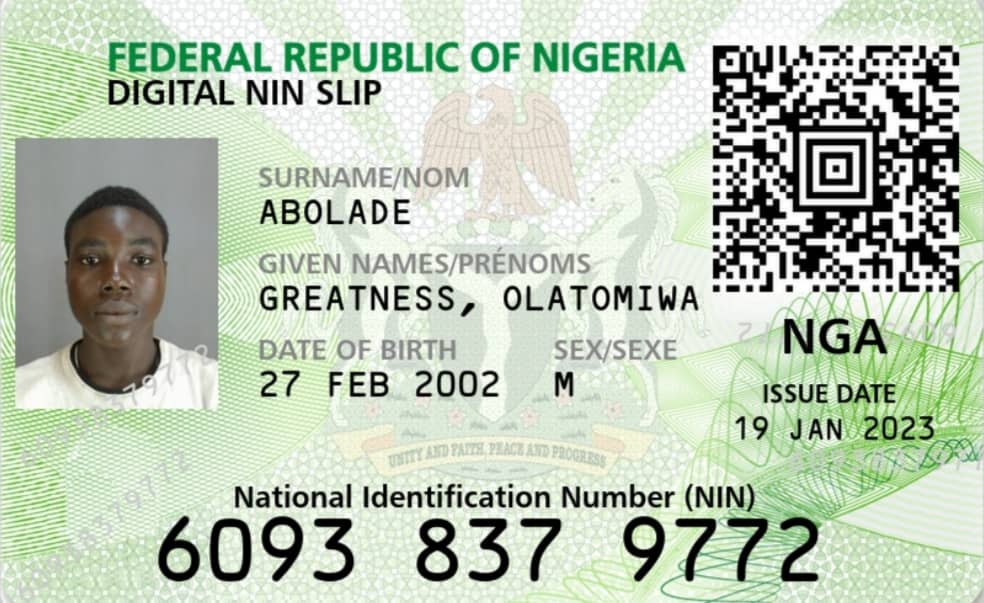 FEDERAL REPUBLIC OF NIGERIA
DIGITAL NIN SLIP
SURNAME/NOM
ABOLADE
GIVEN NAMES/PRÉNOMS
GREATNESS, OLATOMIWA
DATE OF BIRTH SEX/SEXE
27 FEB 2002 M
NGA
ISSUE DATE
19 JAN 2023
UNITY AND FAITH, PEACE AND PROGRESS
National Identification Number (NIN)
6093 837 9772